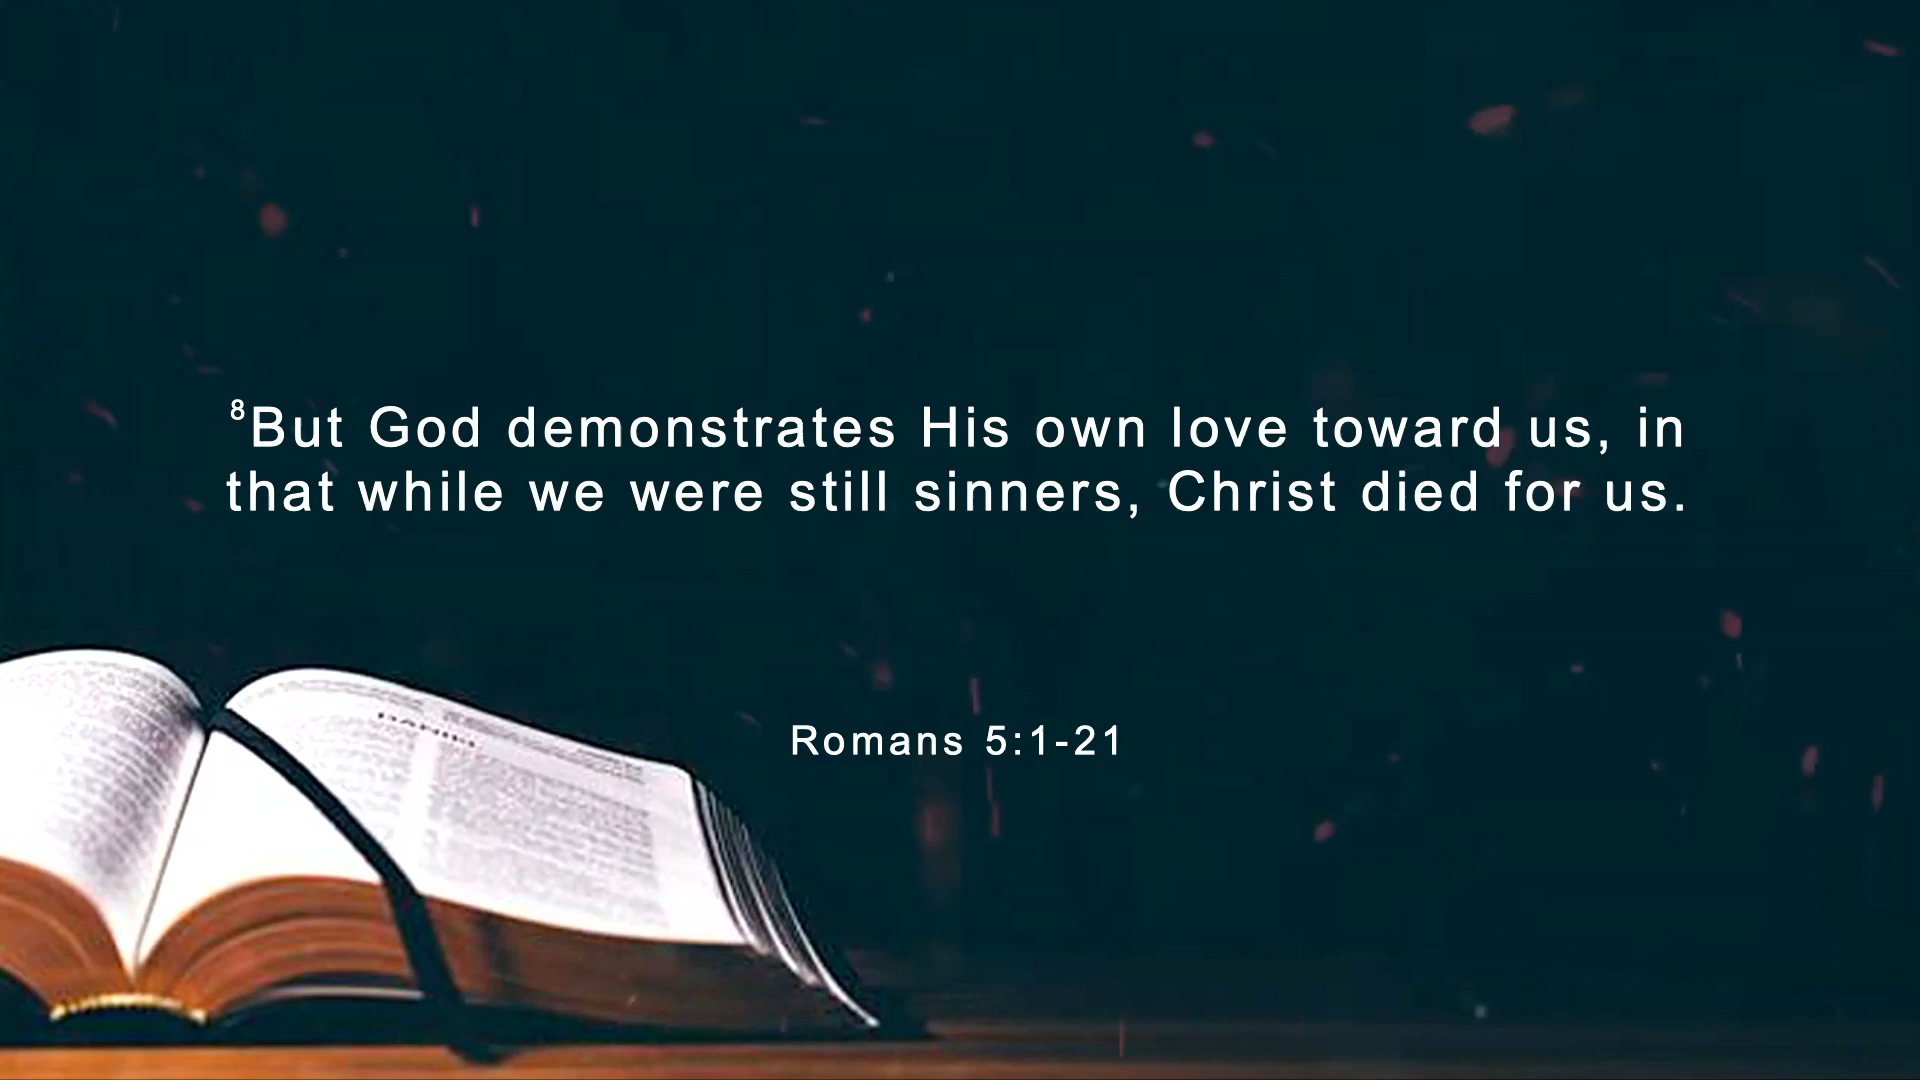 ⁸But God demonstrates His own love toward us, in
that while we were still sinners, Christ died for us.
Romans 5:1-21